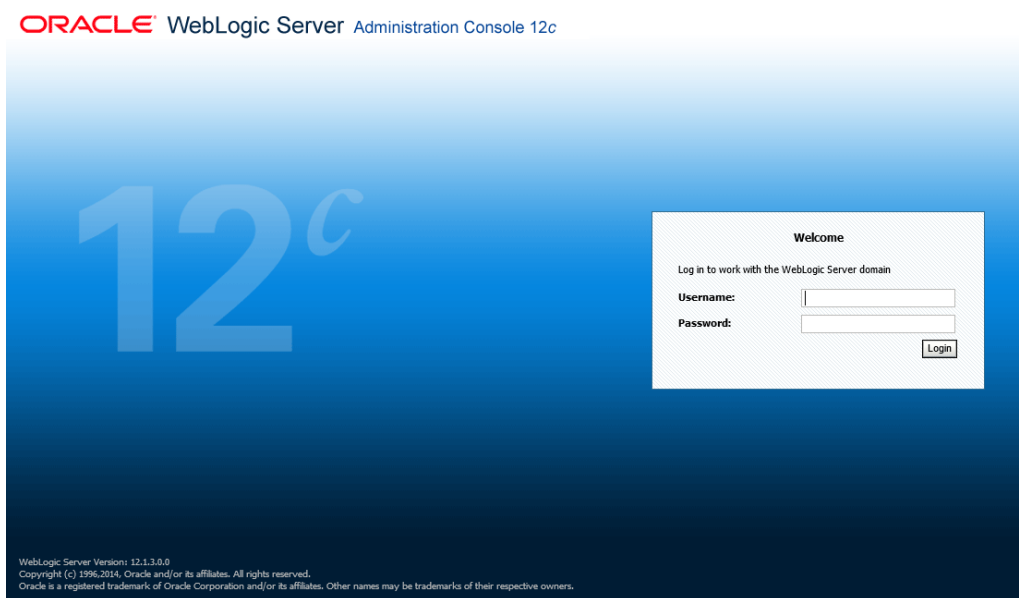 ORACLE WebLogic Server Administration Console 12c
12c
Welcome
Log in to work with the WebLogic Server domain
Username:
Password:
Login
WebLogic Server Version: 12.1.3.0.0
Copyright (c) 1996,2014, Oracle and/or its affiliates. All rights reserved.
Oracle is a registered trademark of Oracle Corporation and/or its affiliates. Other names may be trademarks of their respective owners.